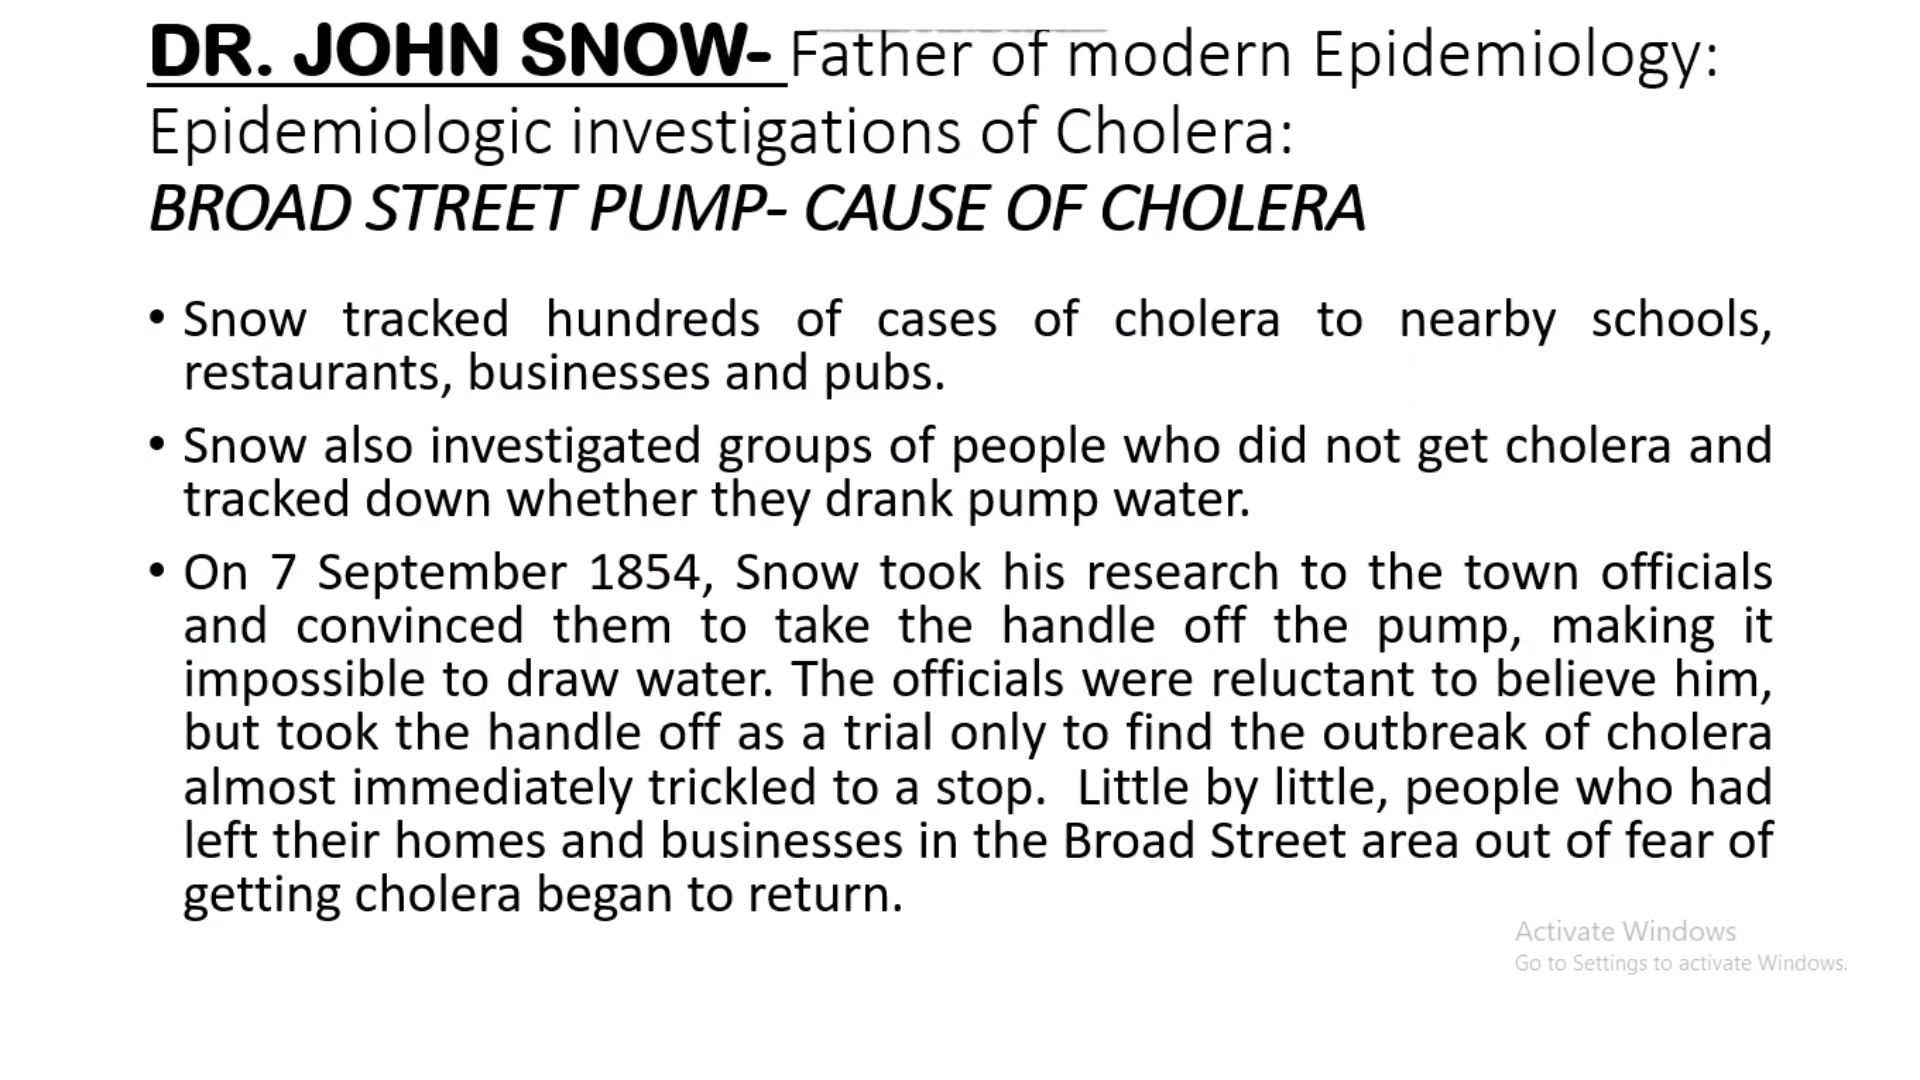 DR. JOHN SNOW- Father of modern Epidemiology:
Epidemiologic investigations of Cholera:
BROAD STREET PUMP- CAUSE OF CHOLERA
• Snow tracked hundreds of cases of cholera to nearby schools,
restaurants, businesses and pubs.
• Snow also investigated groups of people who did not get cholera and
tracked down whether they drank pump water.
• On 7 September 1854, Snow took his research to the town officials
and convinced them to take the handle off the pump, making it
impossible to draw water. The officials were reluctant to believe him,
but took the handle off as a trial only to find the outbreak of cholera
almost immediately trickled to a stop.  Little by little, people who had
left their homes and businesses in the Broad Street area out of fear of
getting cholera began to return.
Activate Windows
Go to Settings to activate Windows.